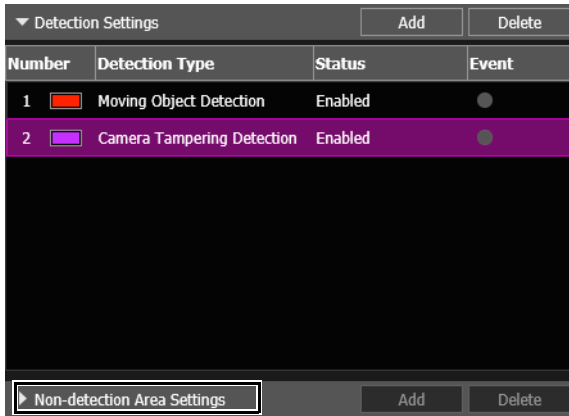 Detection Settings Add Delete
Number Detection Type Status Event
1 Moving Object Detection Enabled
2 Camera Tampering Detection Enabled
Non-detection Area Settings Add Delete